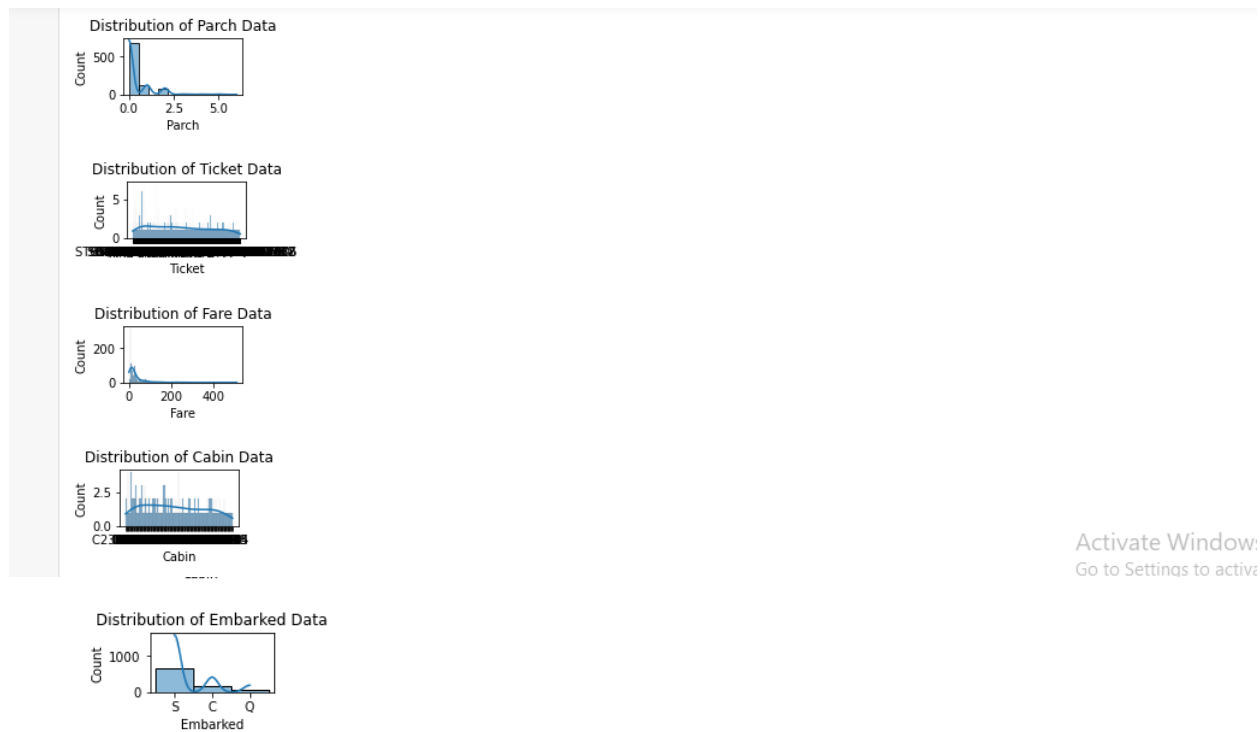 Distribution of Parch Data
Count
500
0
0.0 2.5 5.0
Parch
Distribution of Ticket Data
Count
5
0
Ticket
Distribution of Fare Data
Count
200
0
0 200 400
Fare
Distribution of Cabin Data
Count
2.5
0.0
Cabin
Activate Windows
Go to Settings to activa
Distribution of Embarked Data
Count
1000
0
S C Q
Embarked